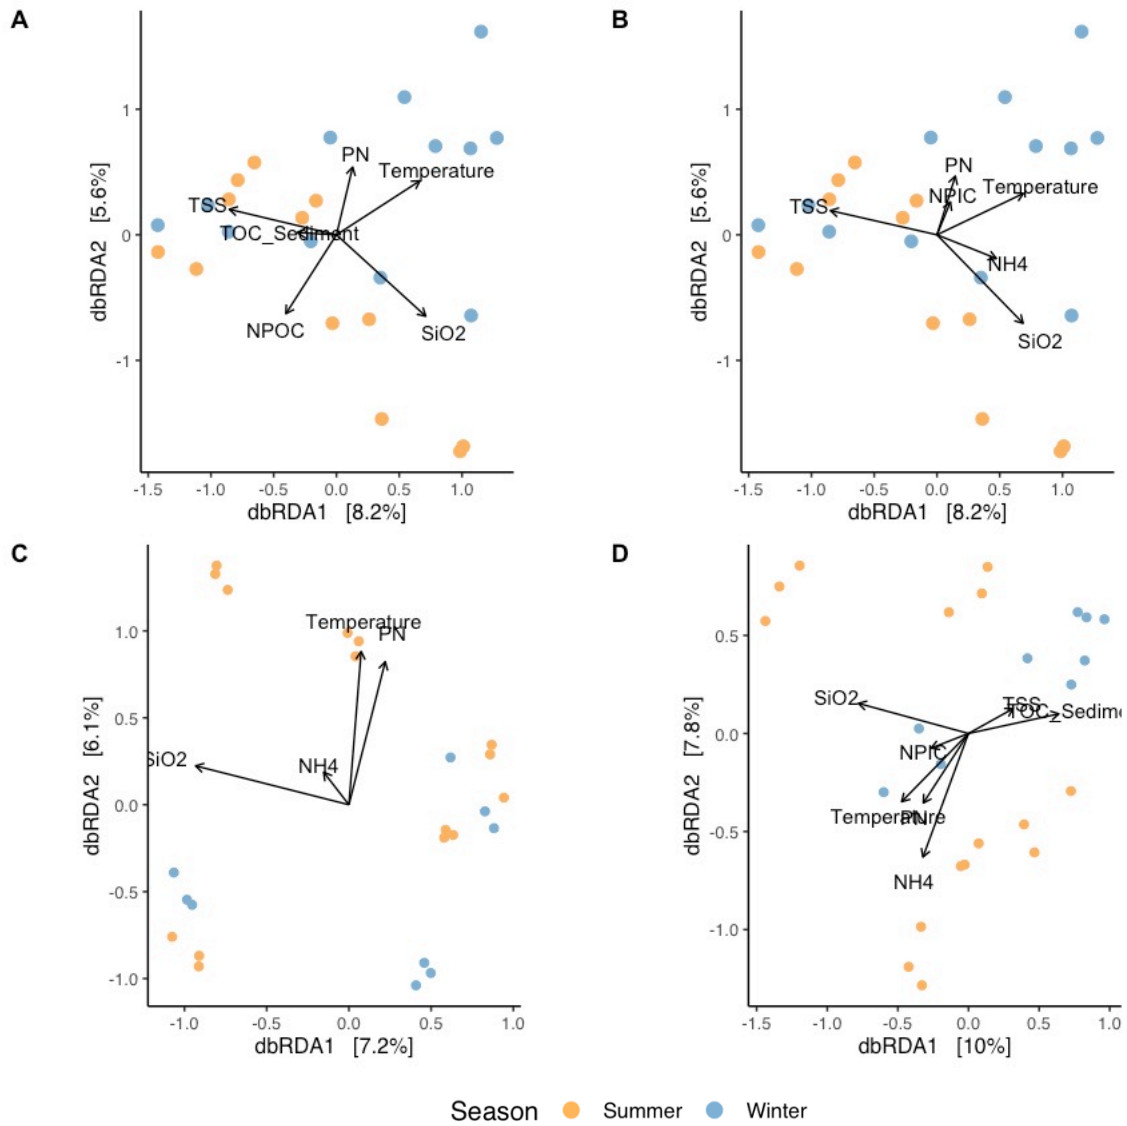 A
1
0
-1
dbRDA2 [5.6%]
PN
Temperature
TSS
TOC_Sediment
NPOC
SiO2
-1.5 -1.0 -0.5 0.0 0.5 1.0
dbRDA1 [8.2%]
B
1
0
-1
dbRDA2 [5.6%]
PN
NPIC
Temperature
TSS
NH4
SiO2
-1.5 -1.0 -0.5 0.0 0.5 1.0
dbRDA1 [8.2%]
C
1.0
0.5
0.0
-0.5
-1.0
dbRDA2 [6.1%]
Temperature
PN
SiO2
NH4
-1.0 -0.5 0.0 0.5 1.0
dbRDA1 [7.2%]
D
0.5
0.0
-0.5
-1.0
dbRDA2 [7.8%]
SiO2
TSS
TOC_Sedime
NPIC
Temperature
PN
NH4
-1.5 -1.0 -0.5 0.0 0.5 1.0
dbRDA1 [10%]
Season Summer Winter